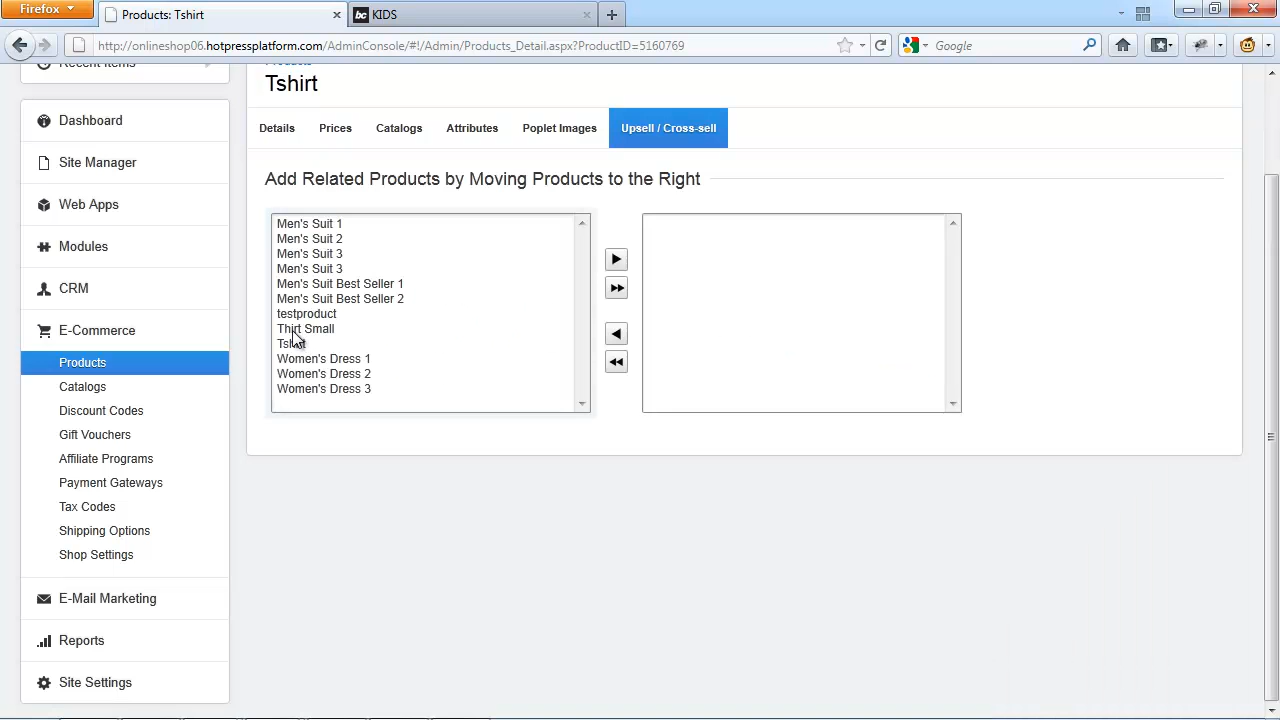 Firefox
Products: Tshirt
bc KIDS
http://onlineshop06.hotpressplatform.com/AdminConsole/#!/Admin/Products_Detail.aspx?ProductID=5160769
Google
Recent Items
Dashboard
Site Manager
Web Apps
Modules
CRM
E-Commerce
Products
Catalogs
Discount Codes
Gift Vouchers
Affiliate Programs
Payment Gateways
Tax Codes
Shipping Options
Shop Settings
E-Mail Marketing
Reports
Site Settings
Products
Tshirt
Details Prices Catalogs Attributes Poplet Images Upsell / Cross-sell
Add Related Products by Moving Products to the Right
Men's Suit 1
Men's Suit 2
Men's Suit 3
Men's Suit 3
Men's Suit Best Seller 1
Men's Suit Best Seller 2
testproduct
Thirt Small
Tshirt
Women's Dress 1
Women's Dress 2
Women's Dress 3